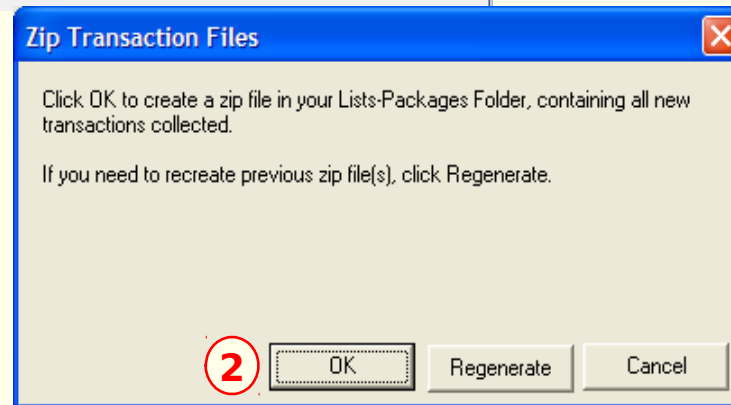 Zip Transaction Files
Click OK to create a zip file in your Lists-Packages Folder, containing all new
transactions collected.
If you need to recreate previous zip file(s), click Regenerate.
2 OK Regenerate Cancel